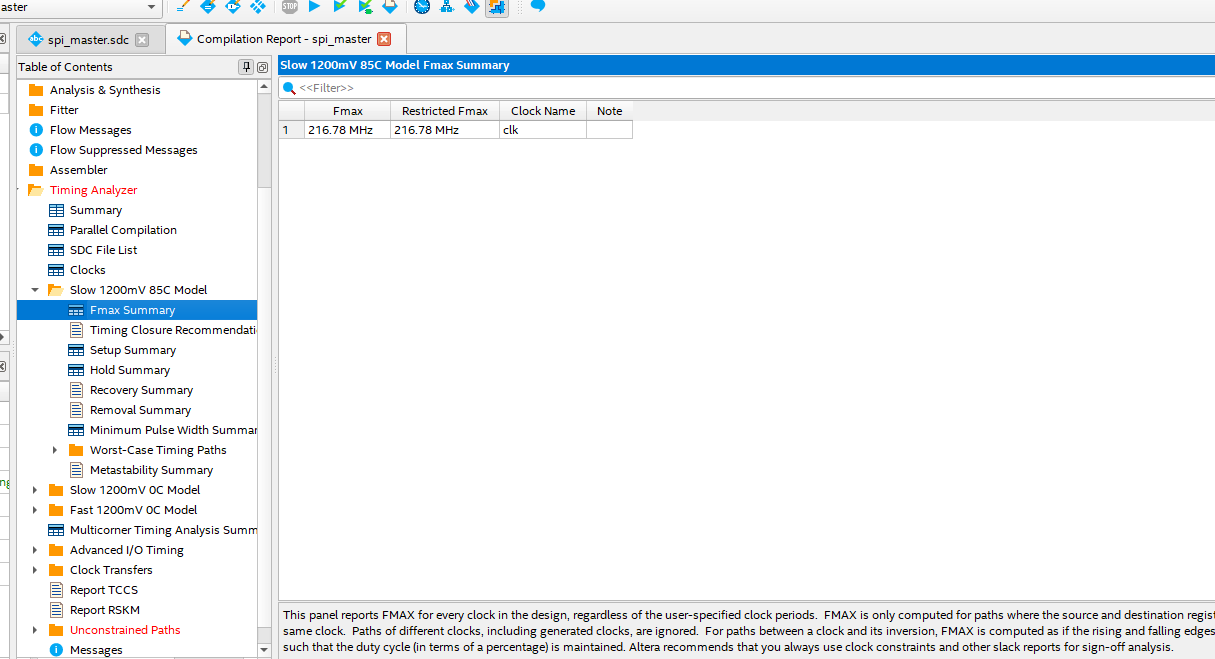 aster
STOP
abc spi_master.sdc
Compilation Report - spi_master
Table of Contents
Analysis & Synthesis
Fitter
Flow Messages
Flow Suppressed Messages
Assembler
Timing Analyzer
Summary
Parallel Compilation
SDC File List
Clocks
Slow 1200mV 85C Model
Fmax Summary
Timing Closure Recommendati
Setup Summary
Hold Summary
Recovery Summary
Removal Summary
Minimum Pulse Width Summar
Worst-Case Timing Paths
Metastability Summary
Slow 1200mV 0C Model
Fast 1200mV 0C Model
Multicorner Timing Analysis Summ
Advanced I/O Timing
Clock Transfers
Report TCCS
Report RSKM
Unconstrained Paths
Messages
ng
Slow 1200mV 85C Model Fmax Summary
<<Filter>>
Fmax Restricted Fmax Clock Name Note
1 216.78 MHz 216.78 MHz clk
This panel reports FMAX for every clock in the design, regardless of the user-specified clock periods.  FMAX is only computed for paths where the source and destination regist
same clock.  Paths of different clocks, including generated clocks, are ignored.  For paths between a clock and its inversion, FMAX is computed as if the rising and falling edges
such that the duty cycle (in terms of a percentage) is maintained. Altera recommends that you always use clock constraints and other slack reports for sign-off analysis.